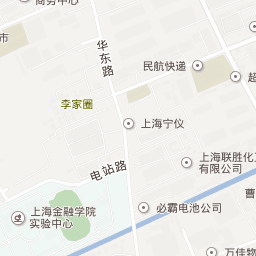 商务中心
华东路
市
民航快递
超
李家圈
上海宁仪
上海联胜化工
有限公司
电站路
曹
上海金融学院
实验中心
必霸电池公司
万佳物